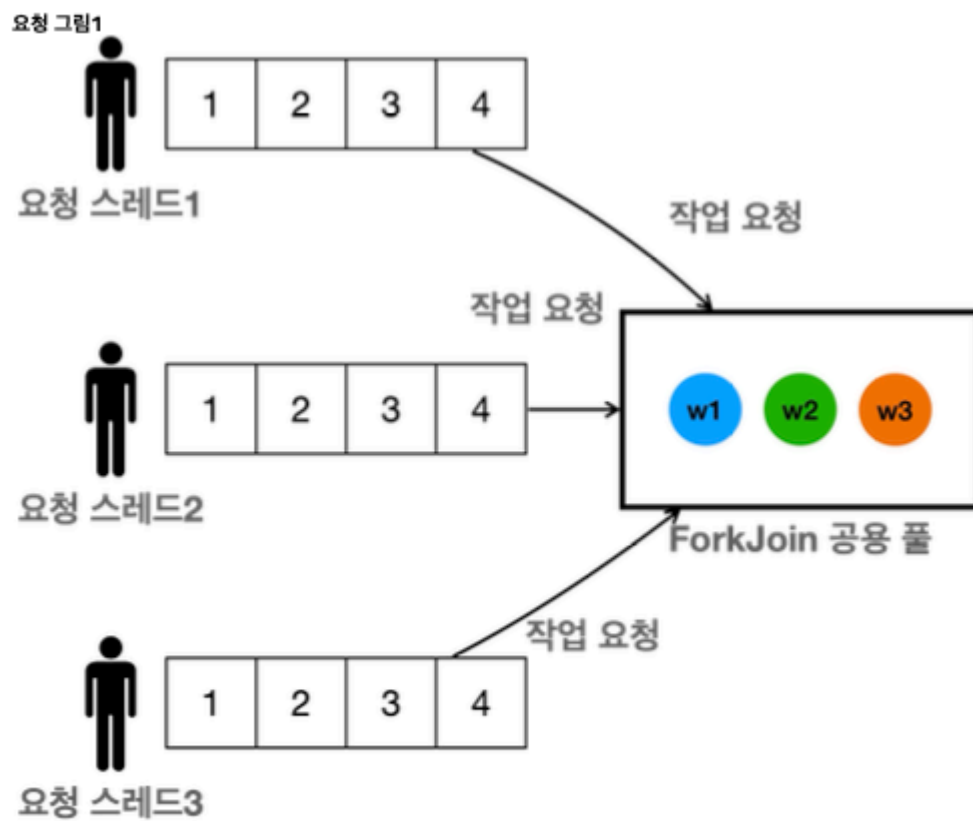 요청 그림1
1 2 3 4
요청 스레드1
작업 요청
작업 요청
1 2 3 4
w1 w2 w3
요청 스레드2
ForkJoin 공용 풀
작업 요청
1 2 3 4
요청 스레드3